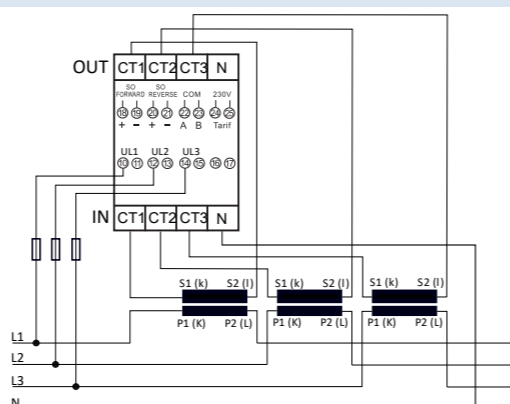 OUT CT1 CT2 CT3 N
SO FORWARD SO REVERSE COM 230V
18 19 20 21 22 23 24 25
+ − + − A B Tarif
UL1 UL2 UL3
10 11 12 13 14 15 16 17
IN CT1 CT2 CT3 N
S1 (k) S2 (l) S1 (k) S2 (l) S1 (k) S2 (l)
P1 (K) P2 (L) P1 (K) P2 (L) P1 (K) P2 (L)
L1
L2
L3
N